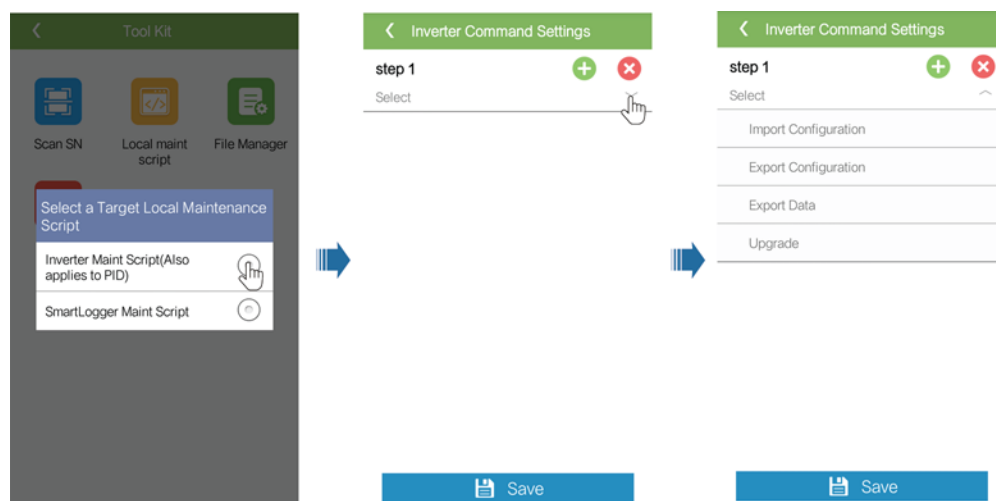 Tool Kit
Scan SN
Local maint
script
File Manager
Select a Target Local Maintenance
Script
Inverter Maint Script(Also
applies to PID)
SmartLogger Maint Script
Inverter Command Settings
step 1
Select
Save
Inverter Command Settings
step 1
Select
Import Configuration
Export Configuration
Export Data
Upgrade
Save